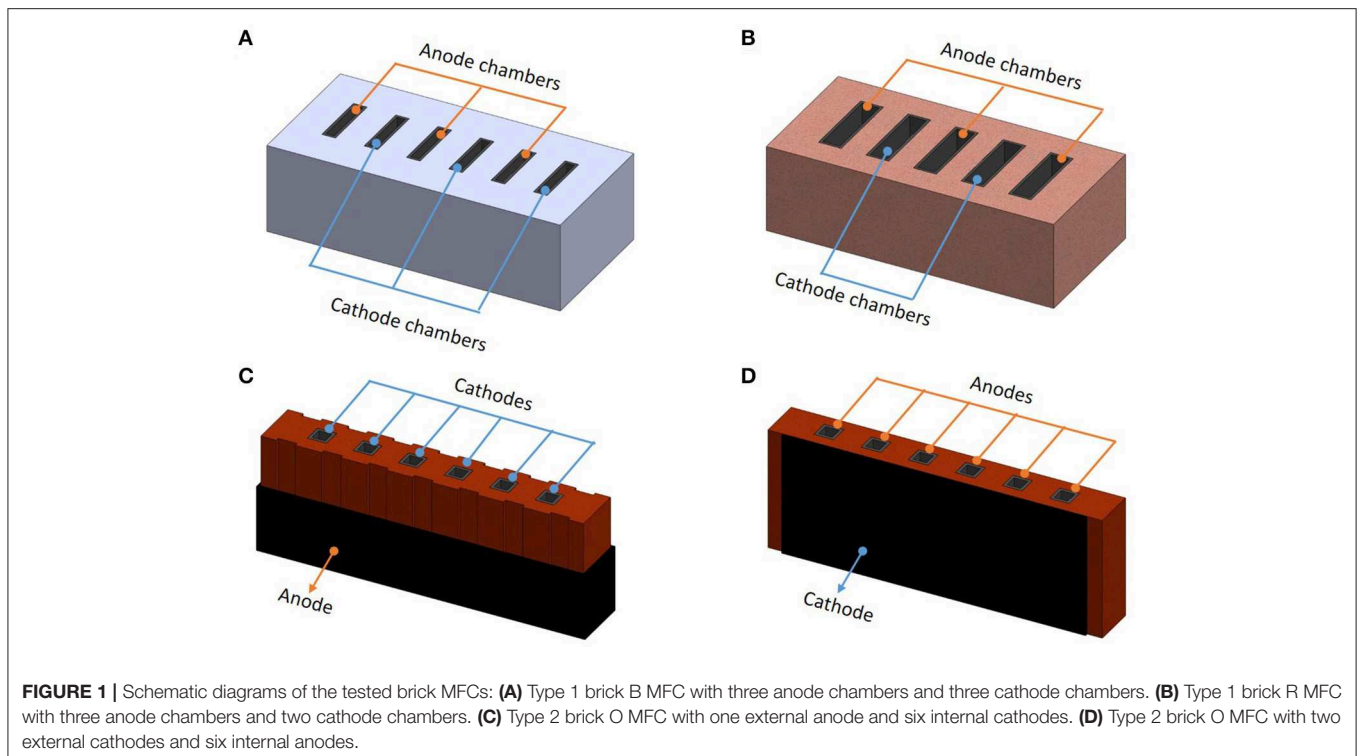 A
Anode chambers
Cathode chambers
B
Anode chambers
Cathode chambers
C
Cathodes
Anode
D
Anodes
Cathode
FIGURE 1 | Schematic diagrams of the tested brick MFCs: (A) Type 1 brick B MFC with three anode chambers and three cathode chambers. (B) Type 1 brick R MFC
with three anode chambers and two cathode chambers. (C) Type 2 brick O MFC with one external anode and six internal cathodes. (D) Type 2 brick O MFC with two
external cathodes and six internal anodes.